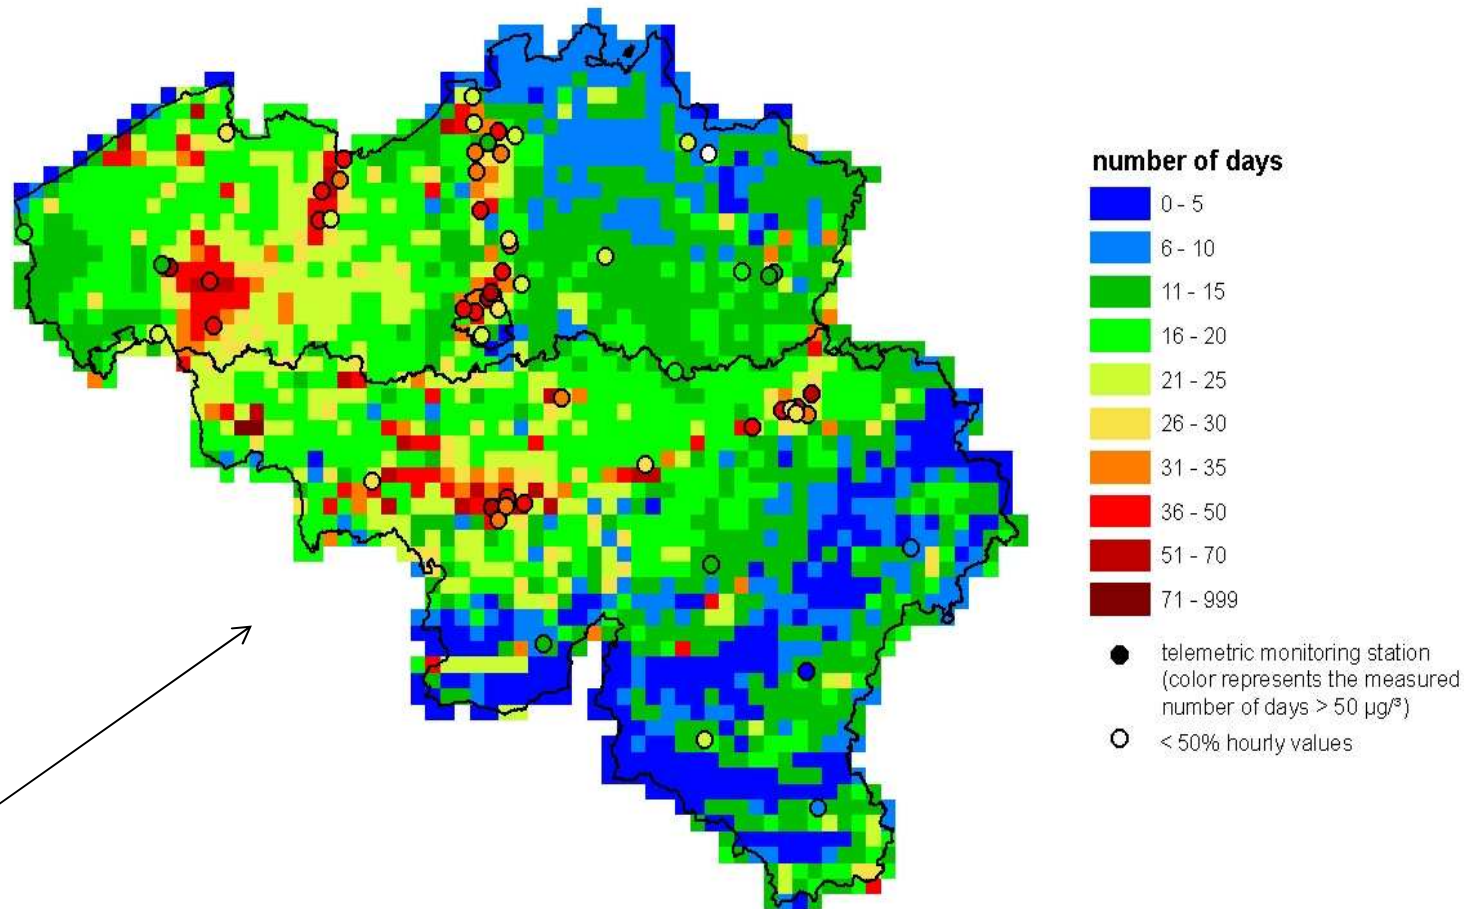 number of days
0 - 5
6 - 10
11 - 15
16 - 20
21 - 25
26 - 30
31 - 35
36 - 50
51 - 70
71 - 999
telemetric monitoring station
(color represents the measured
number of days > 50 µg/³)
< 50% hourly values